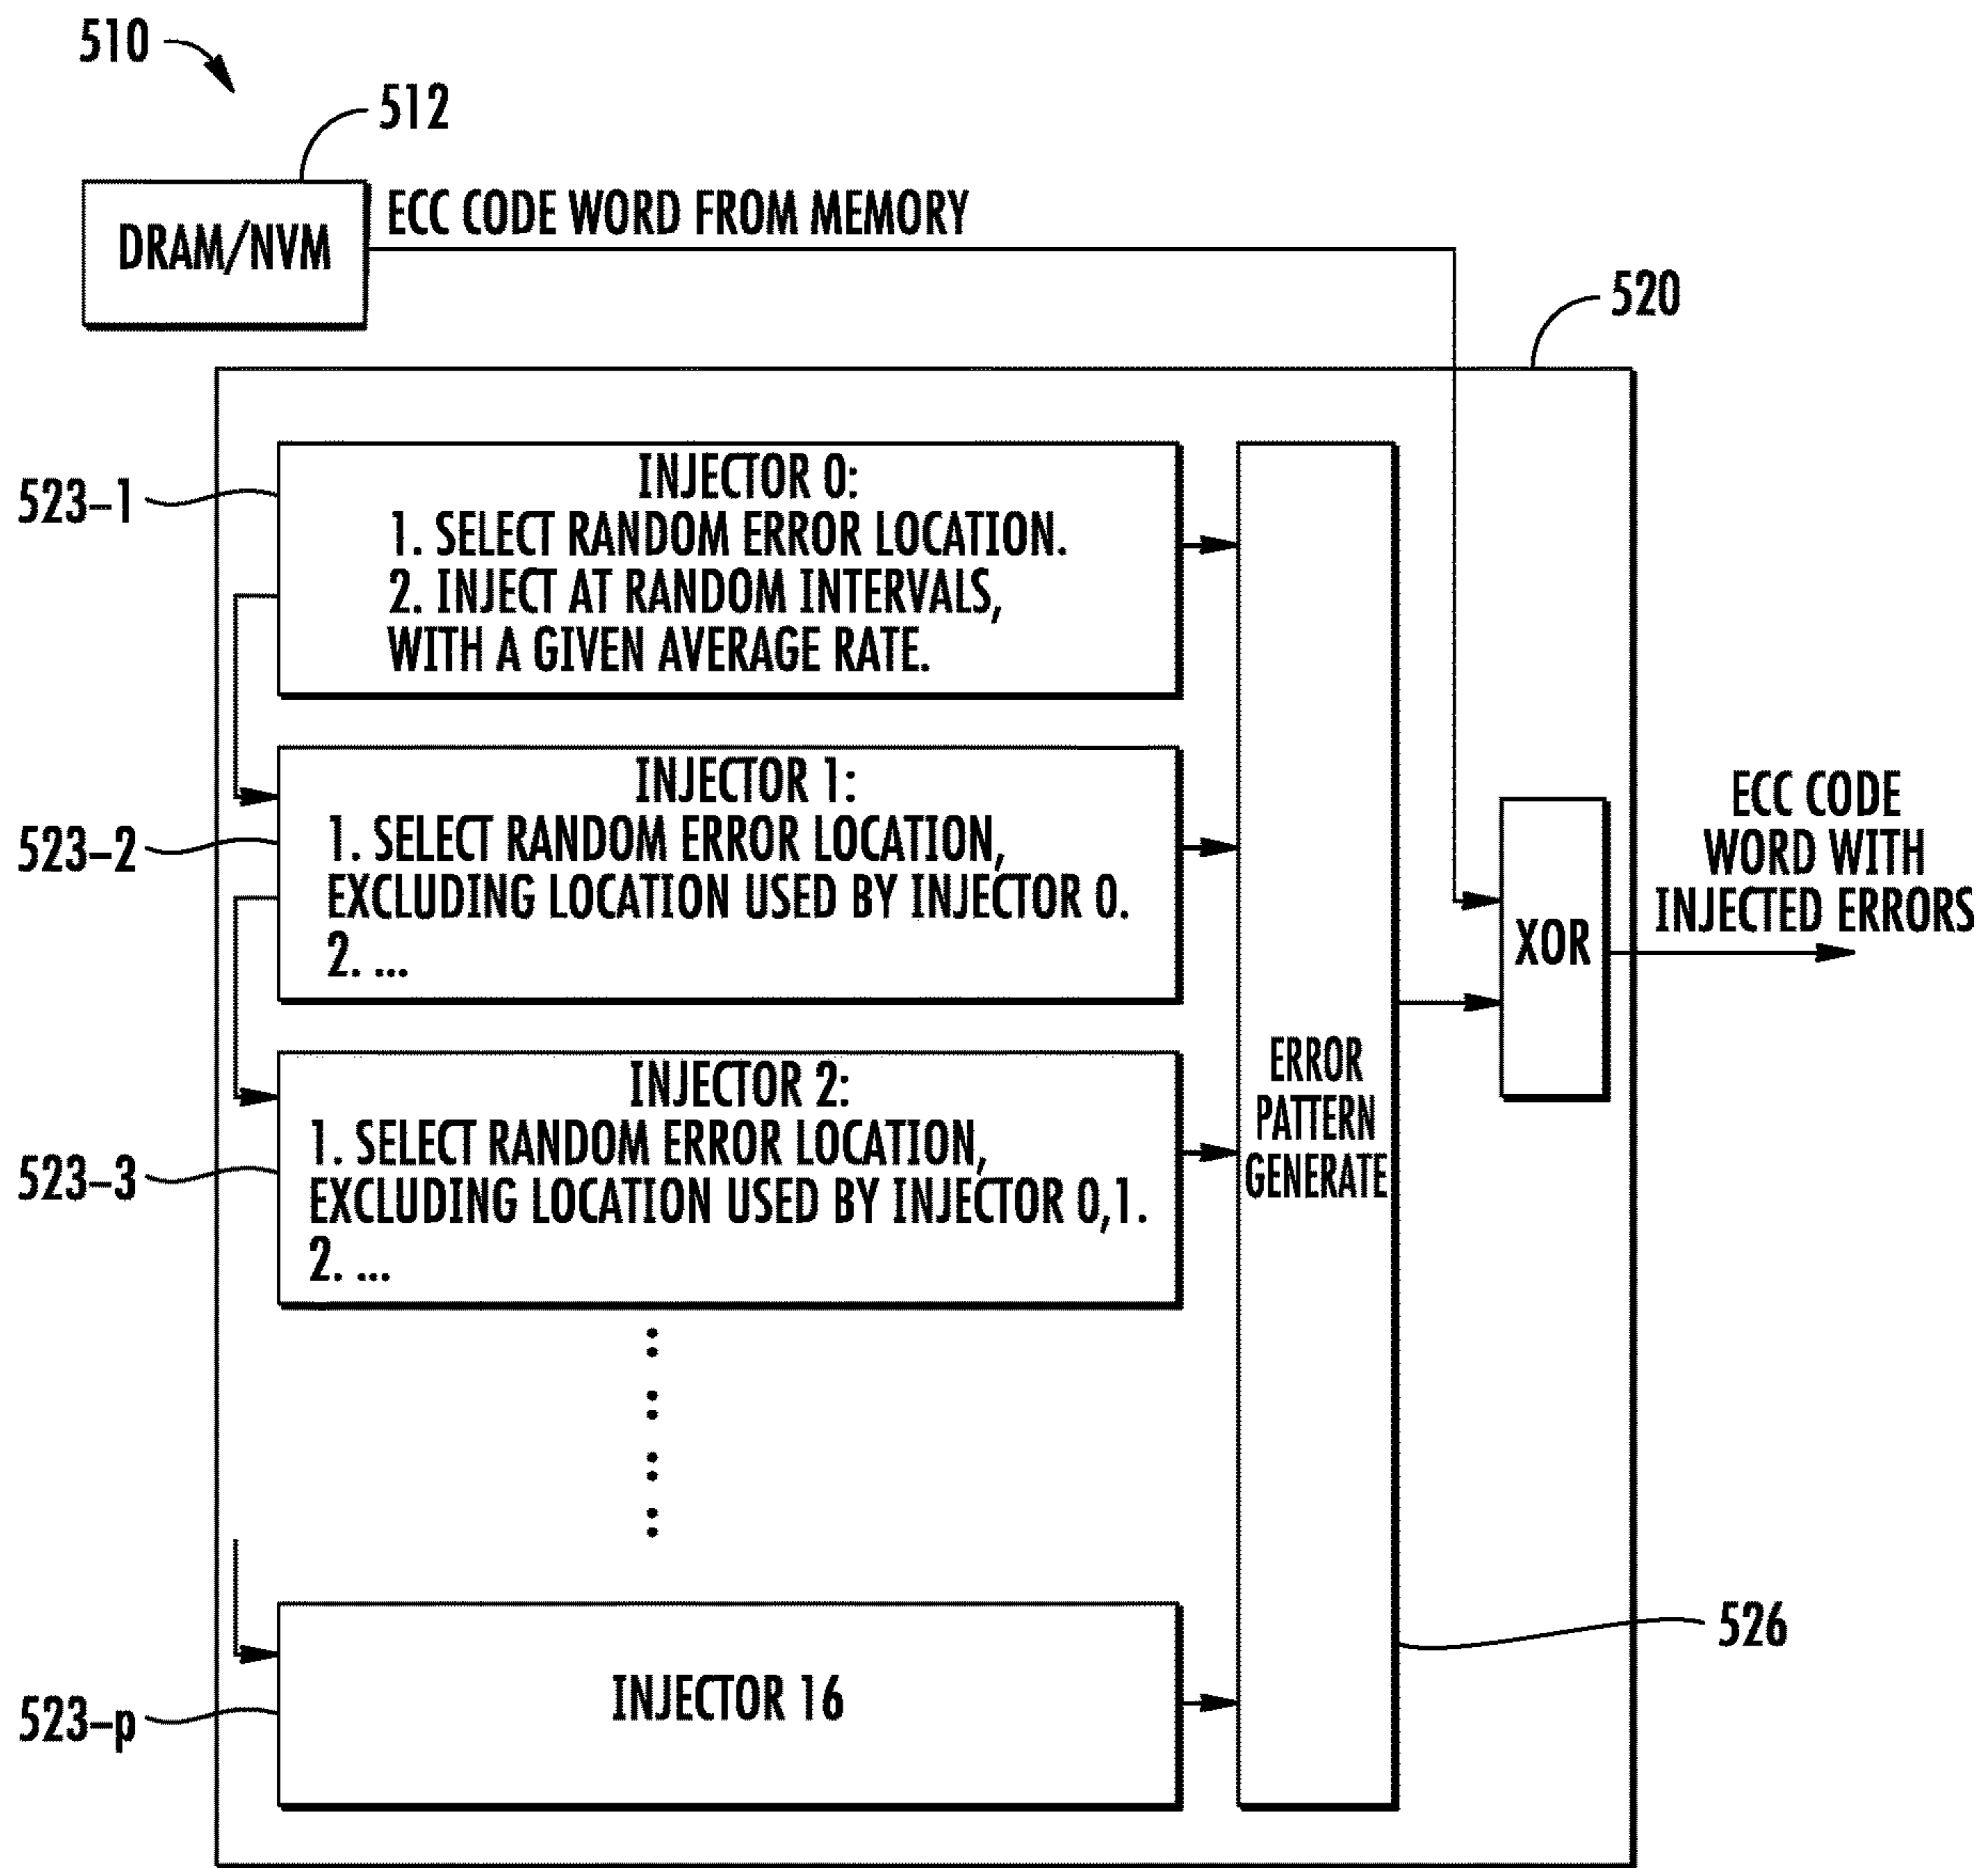 510
512
DRAM/NVM
ECC CODE WORD FROM MEMORY
520
523-1
INJECTOR 0:
1. SELECT RANDOM ERROR LOCATION.
2. INJECT AT RANDOM INTERVALS,
WITH A GIVEN AVERAGE RATE.
523-2
INJECTOR 1:
1. SELECT RANDOM ERROR LOCATION,
EXCLUDING LOCATION USED BY INJECTOR 0.
2. ...
523-3
INJECTOR 2:
1. SELECT RANDOM ERROR LOCATION,
EXCLUDING LOCATION USED BY INJECTOR 0,1.
2. ...
523-p
INJECTOR 16
ERROR
PATTERN
GENERATE
526
XOR
ECC CODE
WORD WITH
INJECTED ERRORS